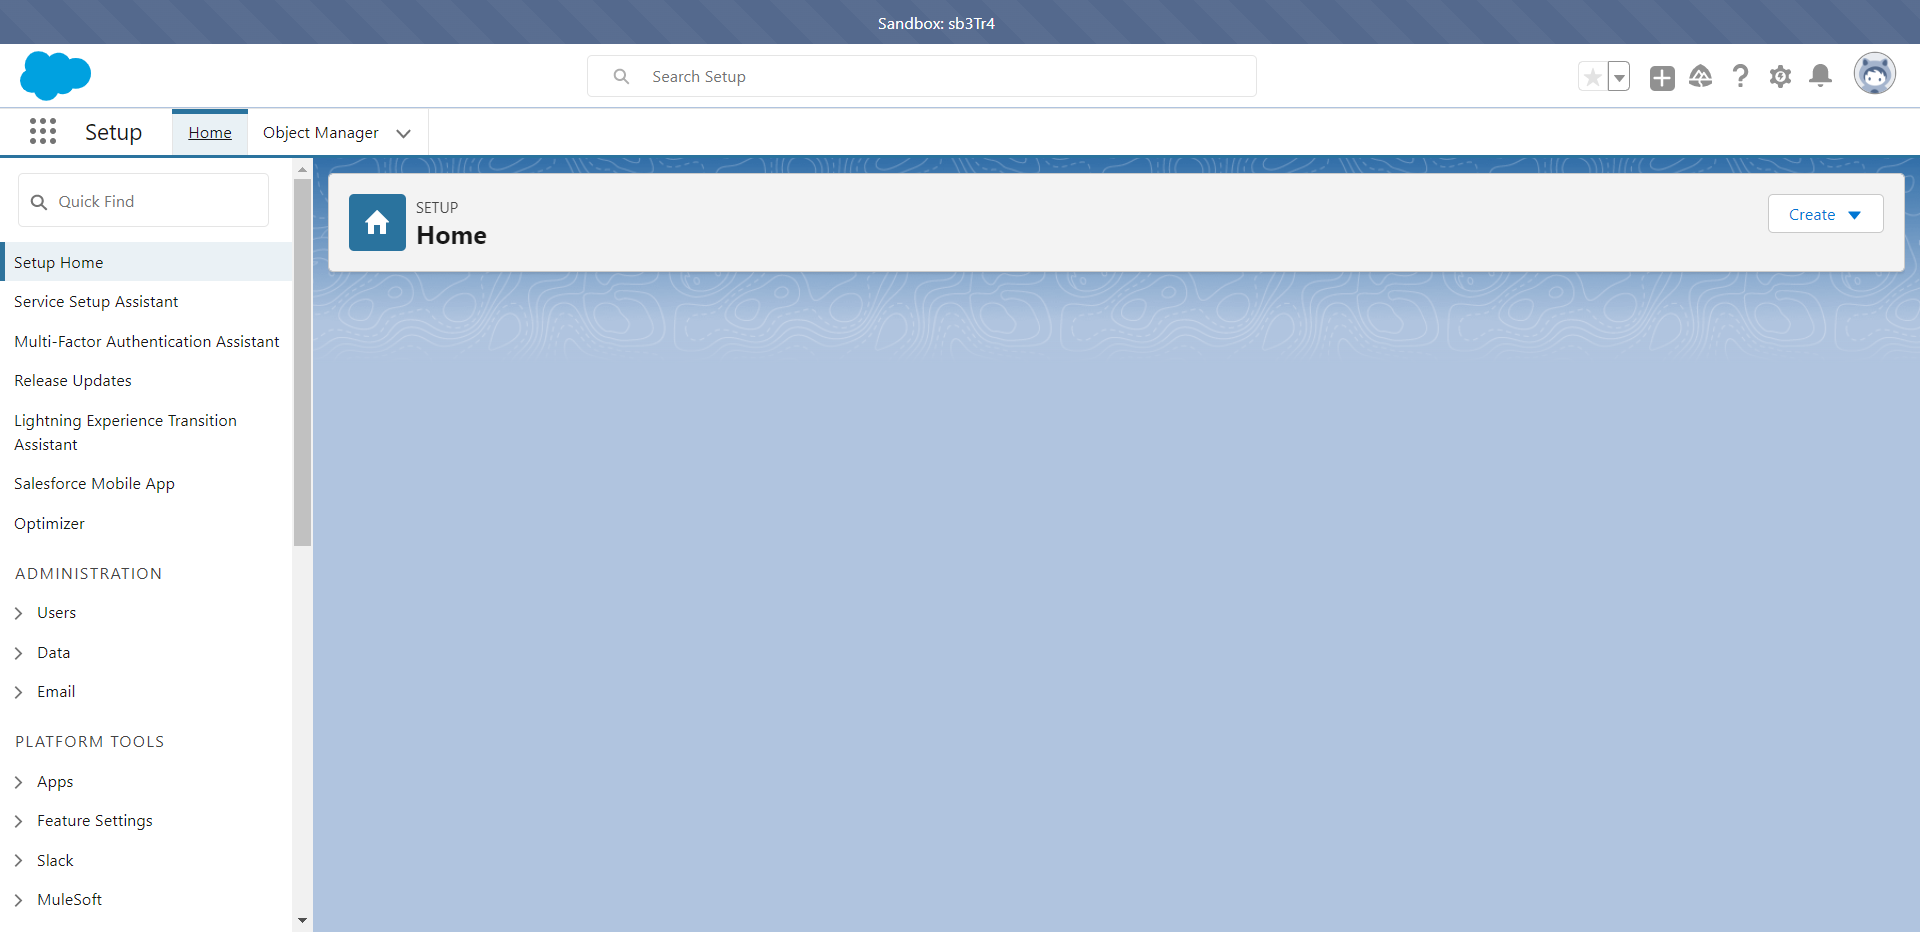 Sandbox: sb3Tr4
Search Setup
Setup
Home
Object Manager
Quick Find
Setup Home
Service Setup Assistant
Multi-Factor Authentication Assistant
Release Updates
Lightning Experience Transition
Assistant
Salesforce Mobile App
Optimizer
ADMINISTRATION
Users
Data
Email
PLATFORM TOOLS
Apps
Feature Settings
Slack
MuleSoft
SETUP
Home
Create